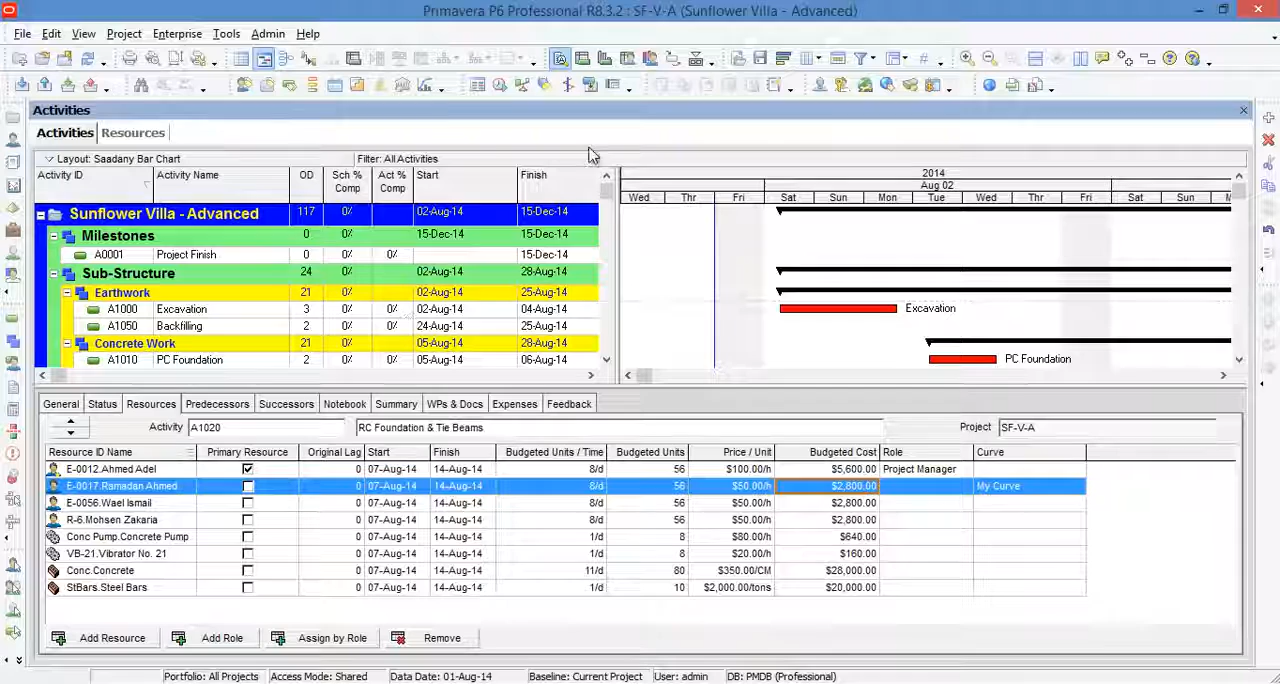 Primavera P6 Professional R8.3.2 : SF-V-A (Sunflower Villa - Advanced)
File Edit View Project Enterprise Tools Admin Help
Activities
Activities Resources
Layout: Saadany Bar Chart Filter: All Activities
Activity ID Activity Name OD Sch % Comp Act % Comp Start Finish
2014
Aug 02
Wed Thr Fri Sat Sun Mon Tue Wed Thr Fri Sat Sun M
Sunflower Villa - Advanced 117 0% 02-Aug-14 15-Dec-14
Milestones 0 0% 15-Dec-14 15-Dec-14
A0001 Project Finish 0 0% 0% 15-Dec-14
Sub-Structure 24 0% 02-Aug-14 28-Aug-14
Earthwork 21 0% 02-Aug-14 25-Aug-14
A1000 Excavation 3 0% 0% 02-Aug-14 04-Aug-14 Excavation
A1050 Backfilling 2 0% 0% 24-Aug-14 25-Aug-14
Concrete Work 21 0% 05-Aug-14 28-Aug-14
A1010 PC Foundation 2 0% 0% 05-Aug-14 06-Aug-14 PC Foundation
General Status Resources Predecessors Successors Notebook Summary WPs & Docs Expenses Feedback
Activity A1020 RC Foundation & Tie Beams Project SF-V-A
Resource ID Name Primary Resource Original Lag Start Finish Budgeted Units / Time Budgeted Units Price / Unit Budgeted Cost Role Curve
E-0012.Ahmed Adel 0 07-Aug-14 14-Aug-14 8/d 56 $100.00/h $5,600.00 Project Manager
E-0017.Ramadan Ahmed 0 07-Aug-14 14-Aug-14 8/d 56 $50.00/h $2,800.00 My Curve
E-0056.Wael Ismail 0 07-Aug-14 14-Aug-14 8/d 56 $50.00/h $2,800.00
R-6.Mohsen Zakaria 0 07-Aug-14 14-Aug-14 8/d 56 $50.00/h $2,800.00
Conc Pump.Concrete Pump 0 07-Aug-14 14-Aug-14 1/d 8 $80.00/h $640.00
VB-21.Vibrator No. 21 0 07-Aug-14 14-Aug-14 1/d 8 $20.00/h $160.00
Conc.Concrete 0 07-Aug-14 14-Aug-14 11/d 80 $350.00/CM $28,000.00
StBars.Steel Bars 0 07-Aug-14 14-Aug-14 1/d 10 $2,000.00/tons $20,000.00
Add Resource Add Role Assign by Role Remove
Portfolio: All Projects Access Mode: Shared Data Date: 01-Aug-14 Baseline: Current Project User: admin DB: PMDB (Professional)